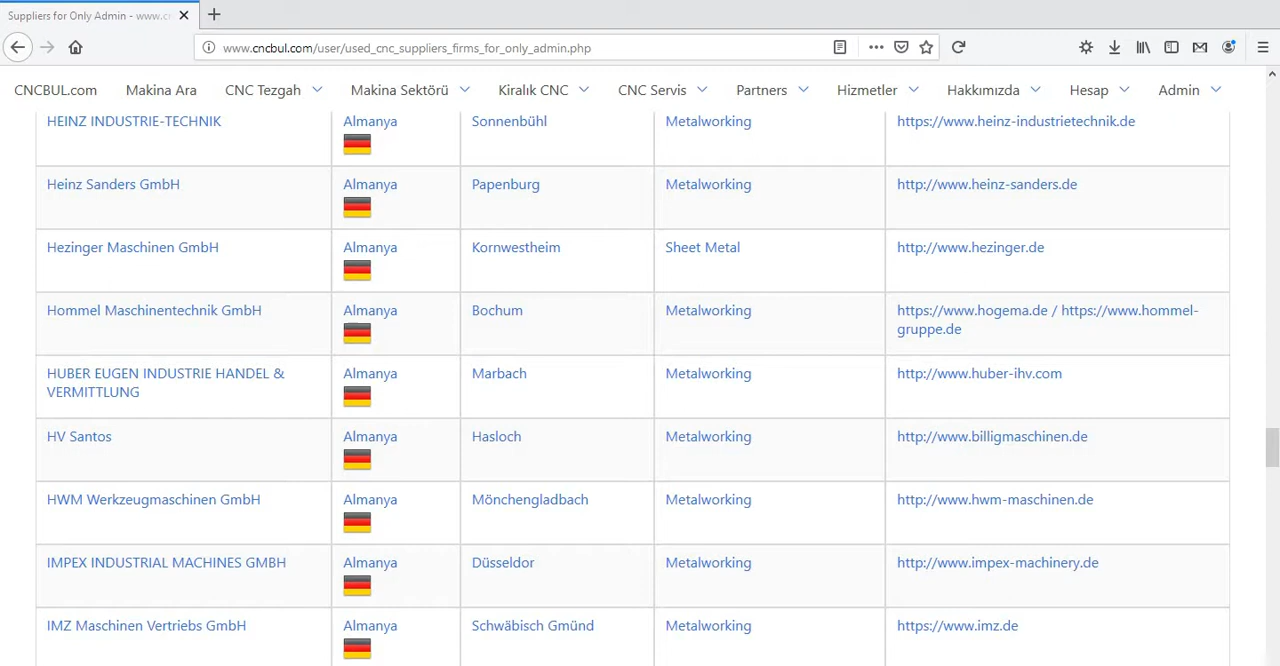 Suppliers for Only Admin - www.cn
www.cncbul.com/user/used_cnc_suppliers_firms_for_only_admin.php
CNCBUL.com Makina Ara CNC Tezgah Makina Sektörü Kiralık CNC CNC Servis Partners Hizmetler Hakkımızda Hesap Admin
HEINZ INDUSTRIE-TECHNIK Almanya Sonnenbühl Metalworking https://www.heinz-industrietechnik.de
Heinz Sanders GmbH Almanya Papenburg Metalworking http://www.heinz-sanders.de
Hezinger Maschinen GmbH Almanya Kornwestheim Sheet Metal http://www.hezinger.de
Hommel Maschinentechnik GmbH Almanya Bochum Metalworking https://www.hogema.de / https://www.hommel-
gruppe.de
HUBER EUGEN INDUSTRIE HANDEL & Almanya Marbach Metalworking http://www.huber-ihv.com
VERMITTLUNG
HV Santos Almanya Hasloch Metalworking http://www.billigmaschinen.de
HWM Werkzeugmaschinen GmbH Almanya Mönchengladbach Metalworking http://www.hwm-maschinen.de
IMPEX INDUSTRIAL MACHINES GMBH Almanya Düsseldor Metalworking http://www.impex-machinery.de
IMZ Maschinen Vertriebs GmbH Almanya Schwäbisch Gmünd Metalworking https://www.imz.de